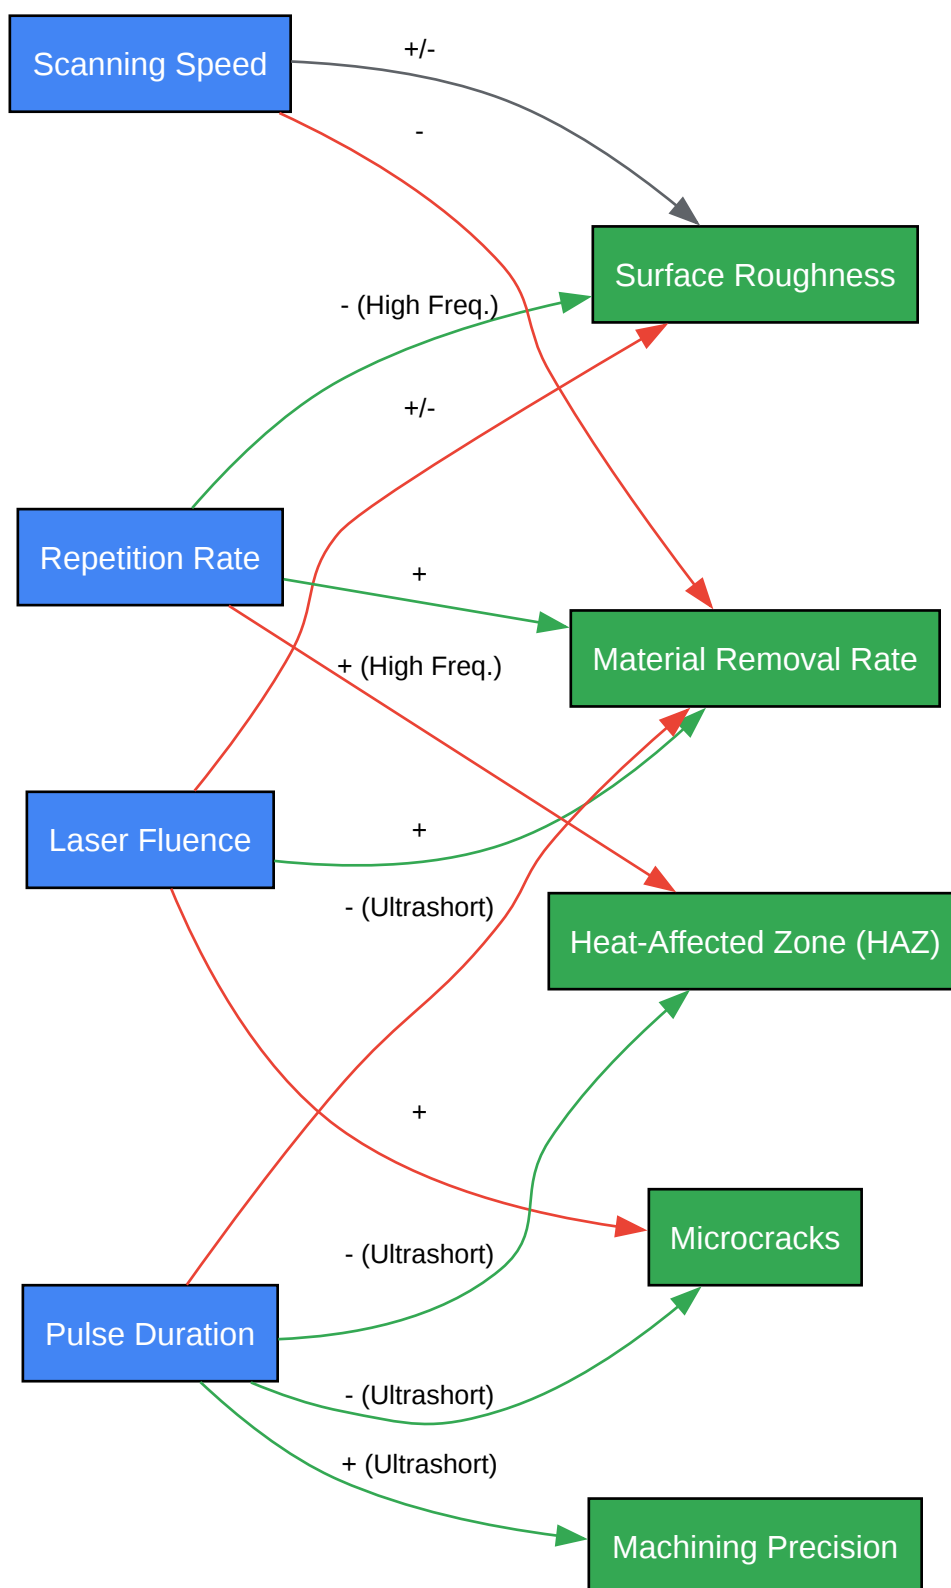 Scanning Speed
+/-
-
Surface Roughness
- (High Freq.)
+/-
Repetition Rate
+
Material Removal Rate
+ (High Freq.)
Laser Fluence
+
- (Ultrashort)
Heat-Affected Zone (HAZ)
+
Microcracks
- (Ultrashort)
Pulse Duration
- (Ultrashort)
+ (Ultrashort)
Machining Precision